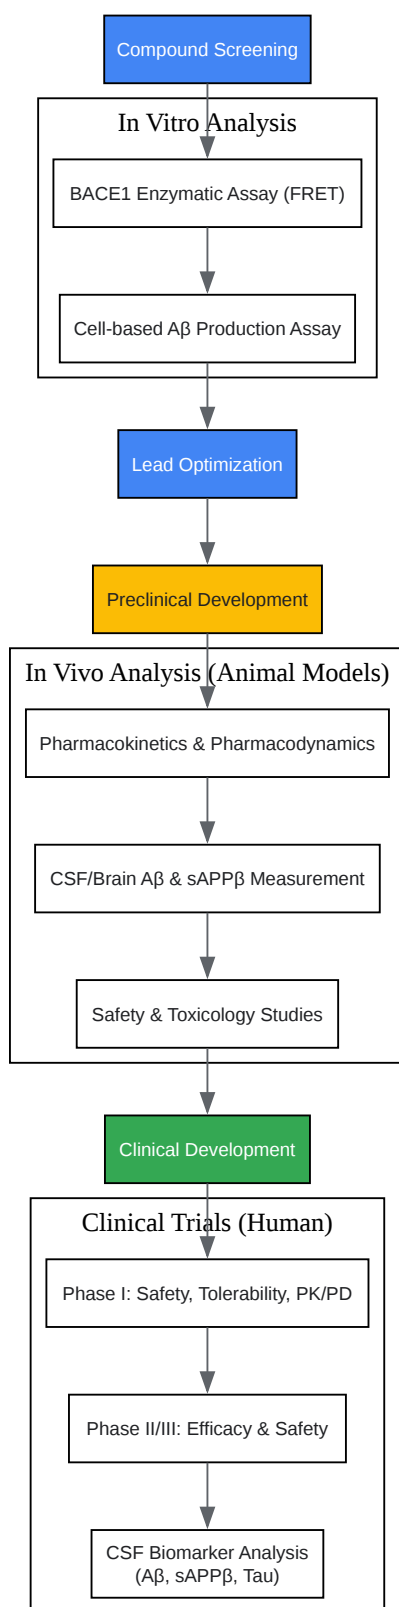 Compound Screening
In Vitro Analysis
BACE1 Enzymatic Assay (FRET)
Cell-based Aβ Production Assay
Lead Optimization
Preclinical Development
In Vivo Analysis (Animal Models)
Pharmacokinetics & Pharmacodynamics
CSF/Brain Aβ & sAPPβ Measurement
Safety & Toxicology Studies
Clinical Development
Clinical Trials (Human)
Phase I: Safety, Tolerability, PK/PD
Phase II/III: Efficacy & Safety
CSF Biomarker Analysis
(Aβ, sAPPβ, Tau)